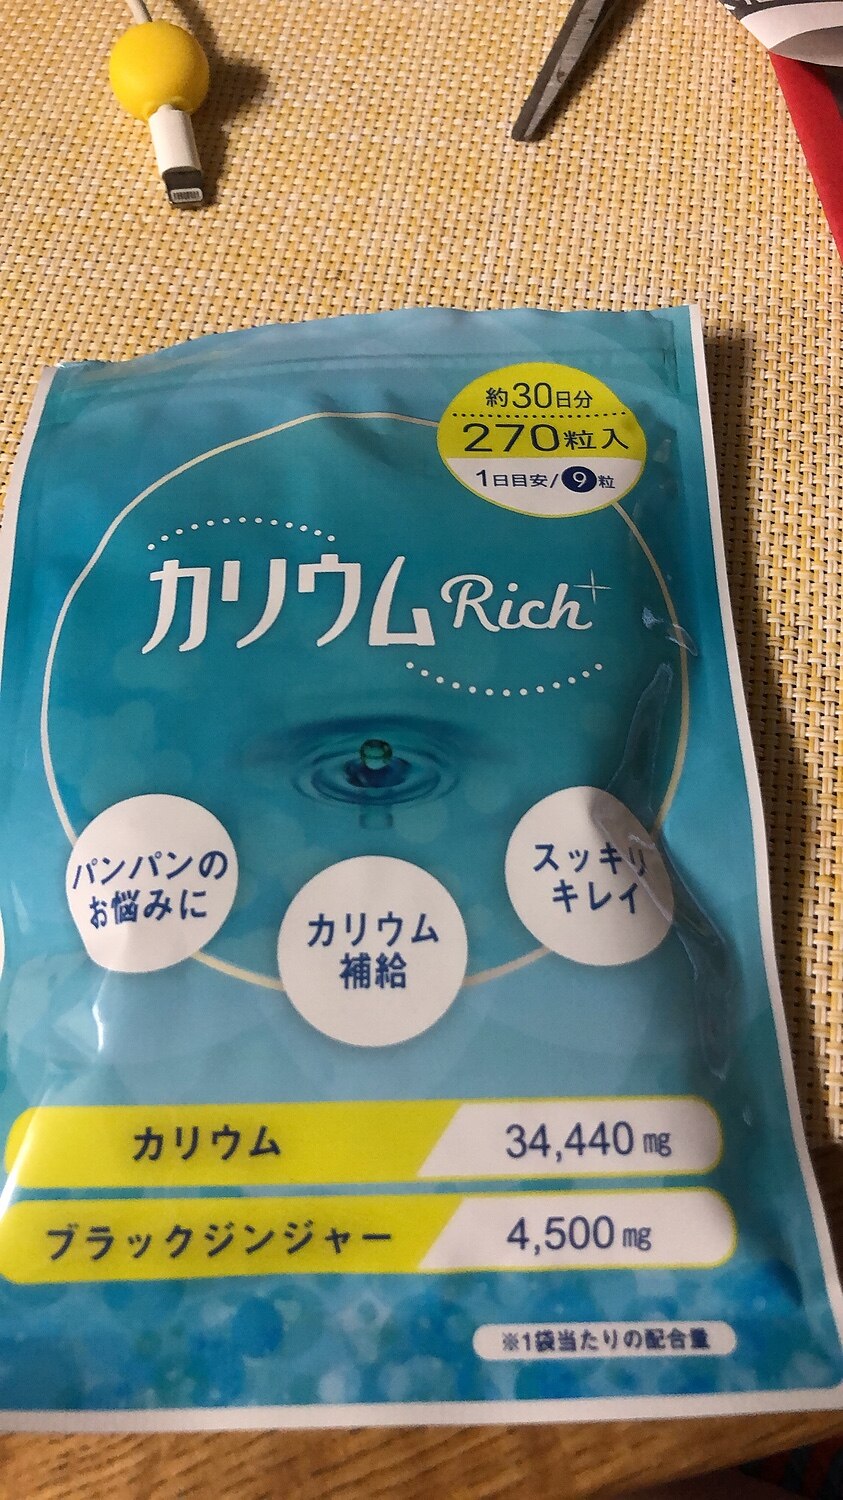 約30日分
270粒入
1日目安/9粒
カリウムRich+
パンパンの
お悩みに
カリウム
補給
スッキリ
キレイ
カリウム 34,440mg
ブラックジンジャー 4,500mg
※1袋当たりの配合量